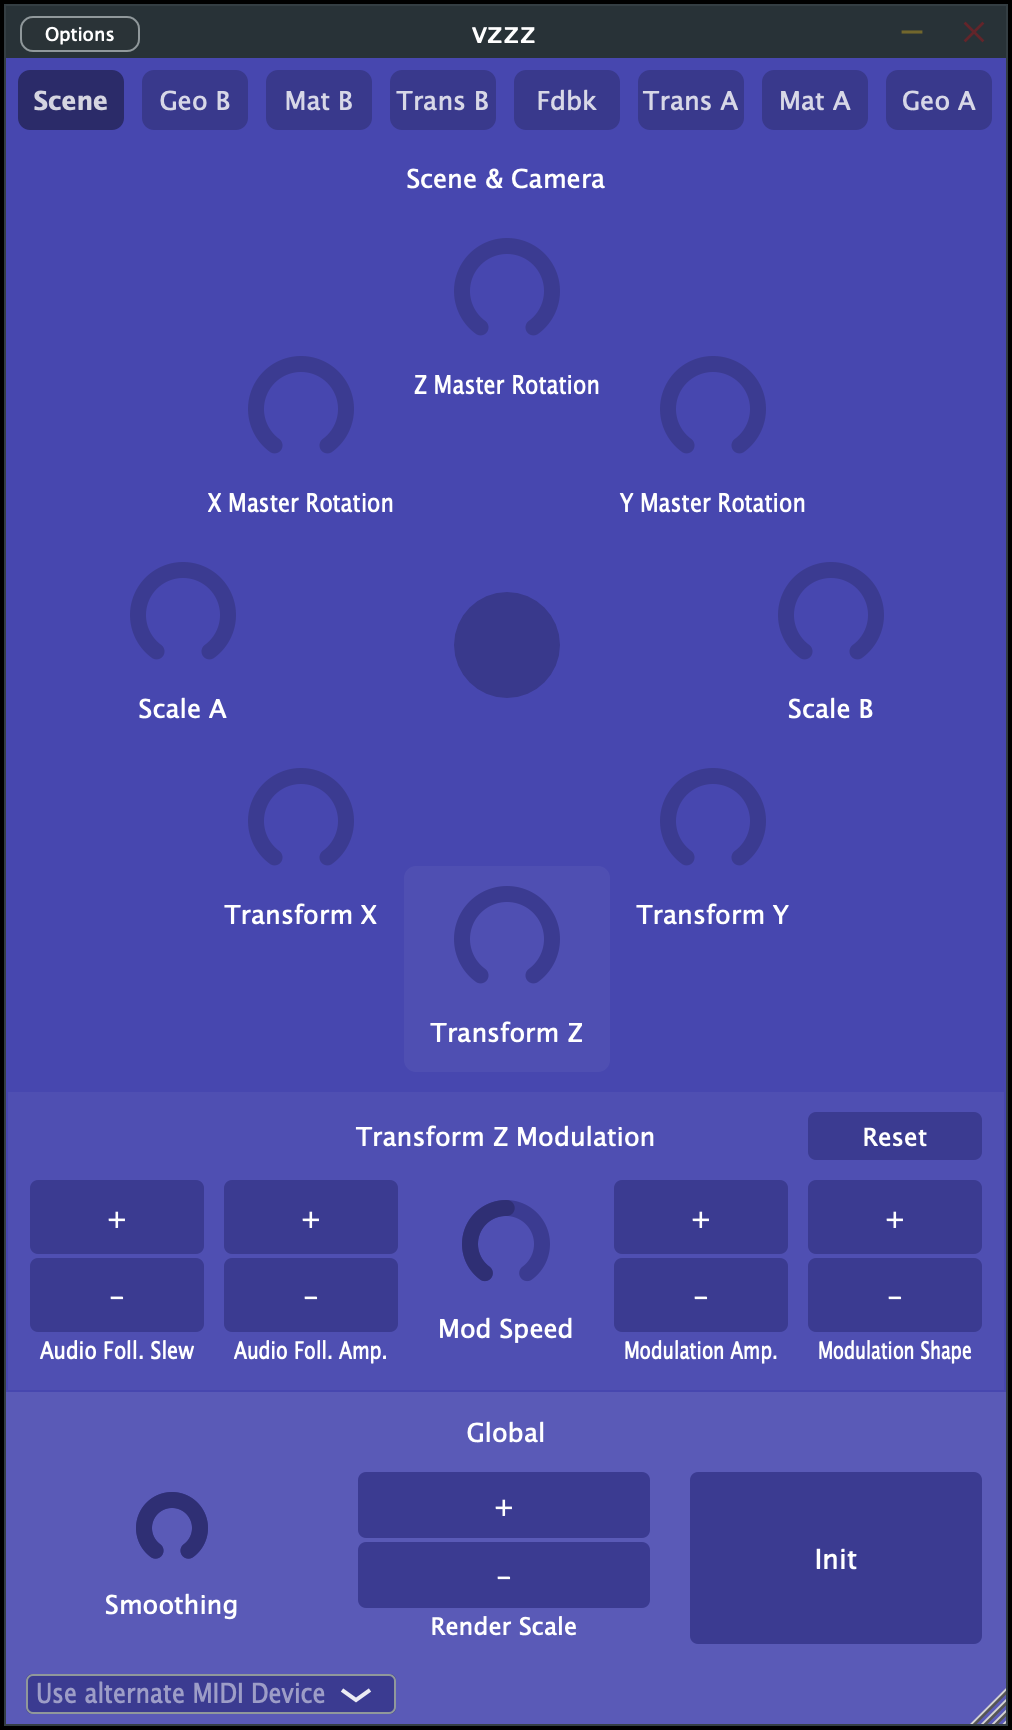 Options
VZZZ
Scene Geo B Mat B Trans B Fdbk Trans A Mat A Geo A
Scene & Camera
Z Master Rotation
X Master Rotation
Y Master Rotation
Scale A
Scale B
Transform X
Transform Y
Transform Z
Transform Z Modulation
Reset
+ + + +
– – – –
Mod Speed
Audio Foll. Slew Audio Foll. Amp. Modulation Amp. Modulation Shape
Global
+
–
Init
Smoothing
Render Scale
Use alternate MIDI Device